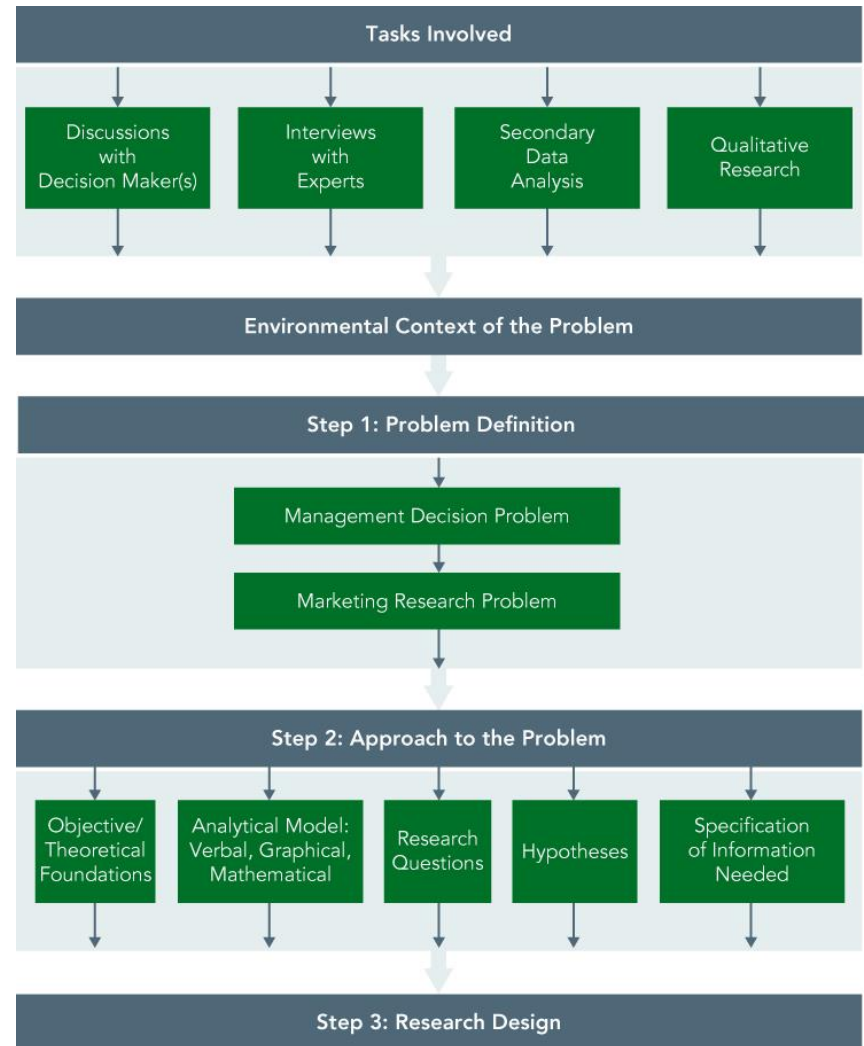 Tasks Involved
Discussions
with
Decision Maker(s)
Interviews
with
Experts
Secondary
Data
Analysis
Qualitative
Research
Environmental Context of the Problem
Step 1: Problem Definition
Management Decision Problem
Marketing Research Problem
Step 2: Approach to the Problem
Objective/
Theoretical
Foundations
Analytical Model:
Verbal, Graphical,
Mathematical
Research
Questions
Hypotheses
Specification
of Information
Needed
Step 3: Research Design